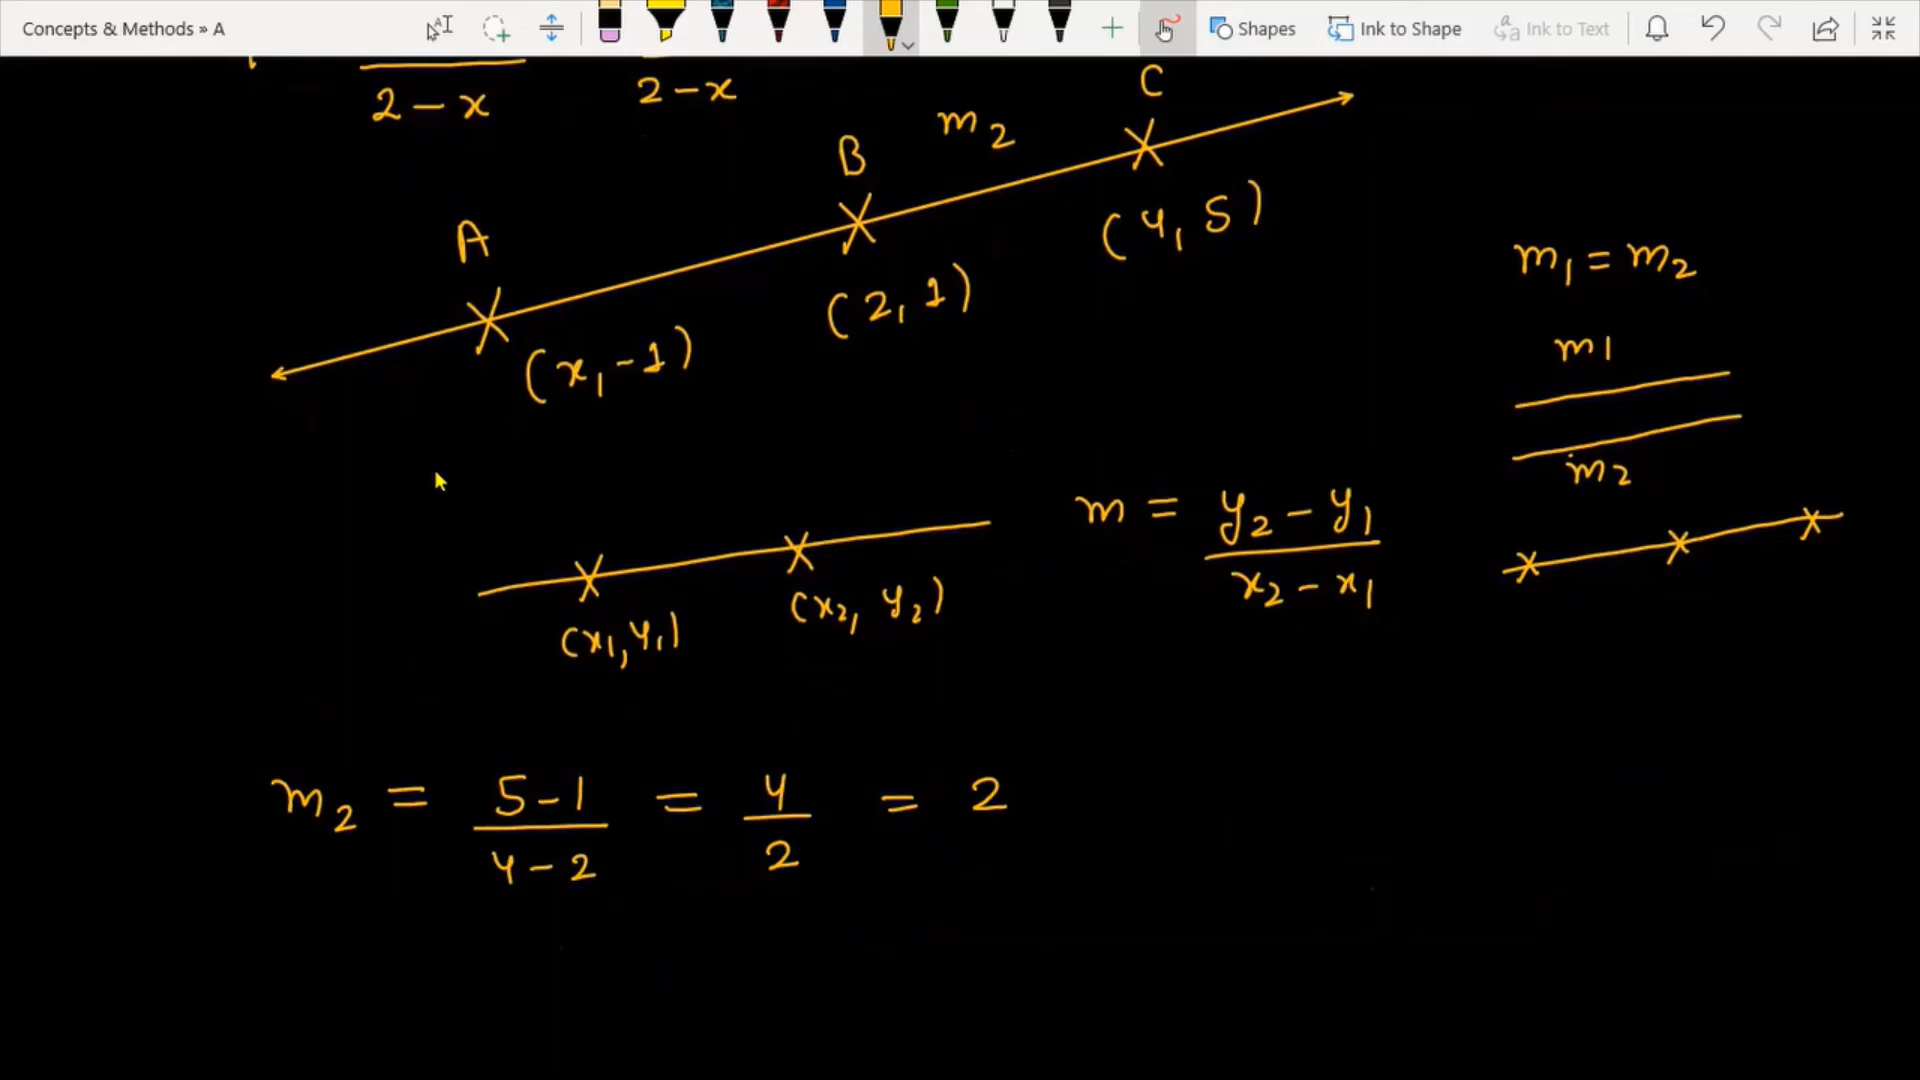 Concepts & Methods » A
Shapes
Ink to Shape
Ink to Text
2 - x
2 - x
m2
C
B
A
(4, 5)
(2, 1)
(x, -1)
m1 = m2
m1
m2
(x1, y1)
(x2, y2)
m = y2 - y1
x2 - x1
m2 = 5-1 = 4 = 2
4-2 2